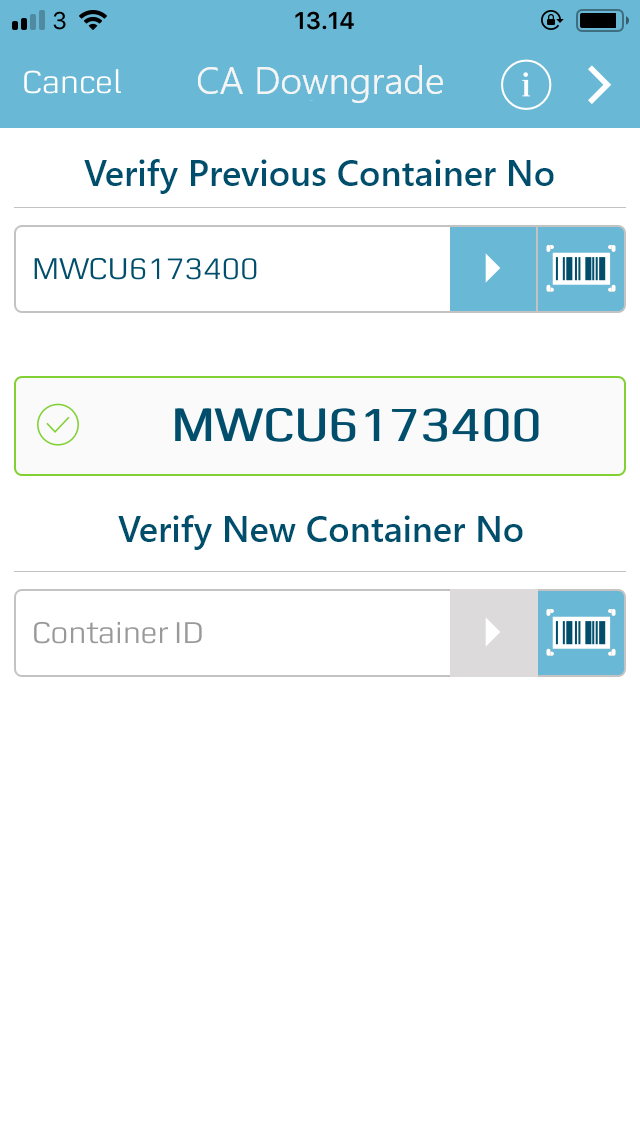 3 13.14
Cancel CA Downgrade i
Verify Previous Container No
MWCU6173400
MWCU6173400
Verify New Container No
Container ID